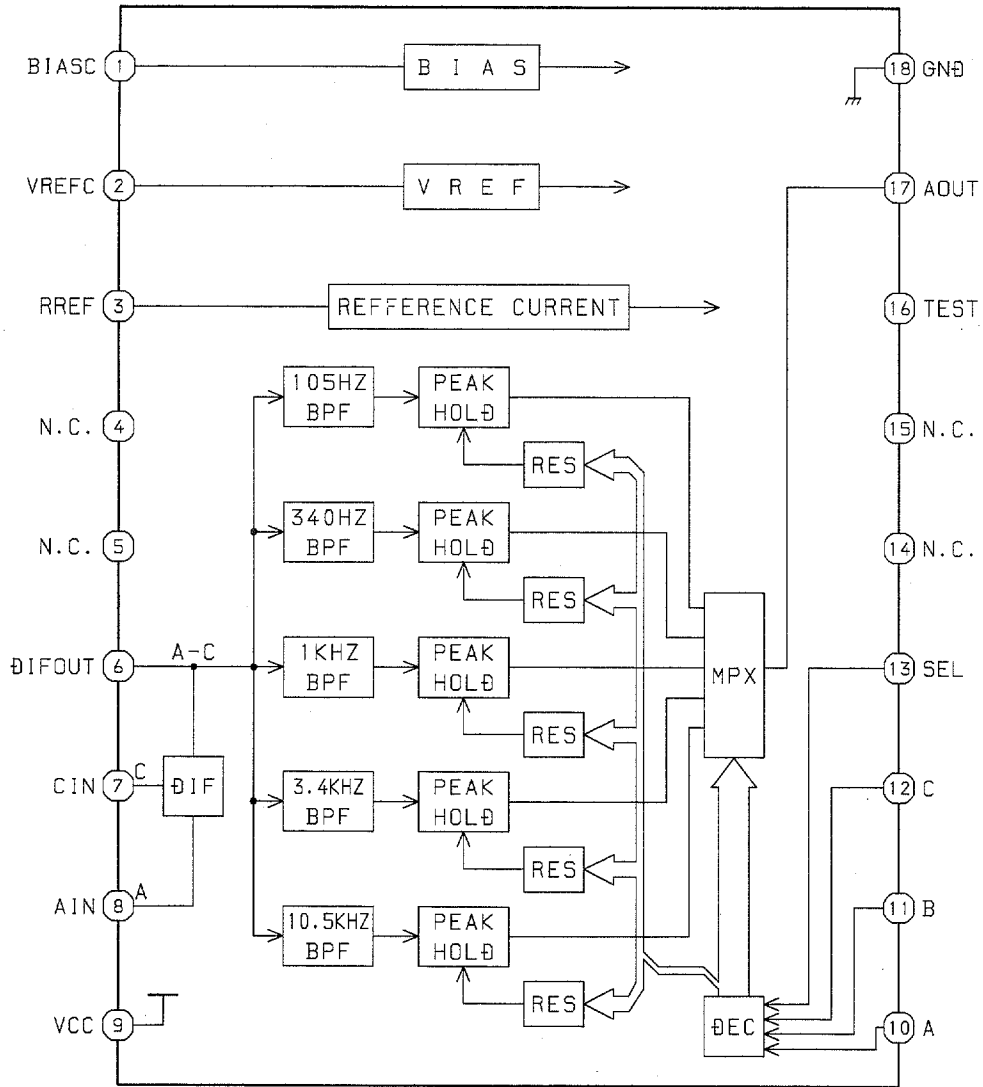 BIASC 1 B I A S 18 GND
VREFC 2 V R E F 17 AOUT
RREF 3 REFFERENCE CURRENT 16 TEST
105HZ
BPF
PEAK
HOLD
RES
N.C. 4 15 N.C.
340HZ
BPF
PEAK
HOLD
RES
N.C. 5 14 N.C.
DIFOUT 6 A-C
1KHZ
BPF
PEAK
HOLD
RES
MPX
13 SEL
CIN 7 C DIF
3.4KHZ
BPF
PEAK
HOLD
RES
12 C
AIN 8 A
10.5KHZ
BPF
PEAK
HOLD
RES
11 B
VCC 9
DEC
10 A